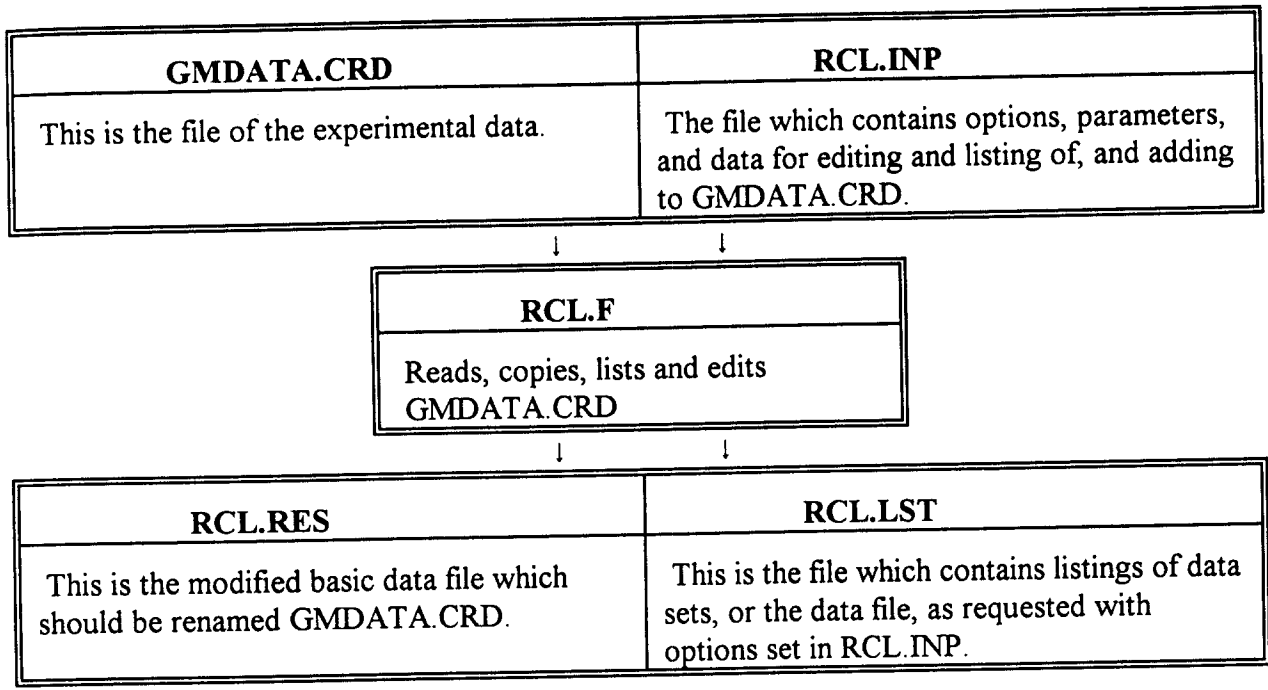 GMDATA.CRD
This is the file of the experimental data.
RCL.INP
The file which contains options, parameters,
and data for editing and listing of, and adding
to GMDATA.CRD.
↓ ↓
RCL.F
Reads, copies, lists and edits
GMDATA.CRD
↓ ↓
RCL.RES
This is the modified basic data file which
should be renamed GMDATA.CRD.
RCL.LST
This is the file which contains listings of data
sets, or the data file, as requested with
options set in RCL.INP.